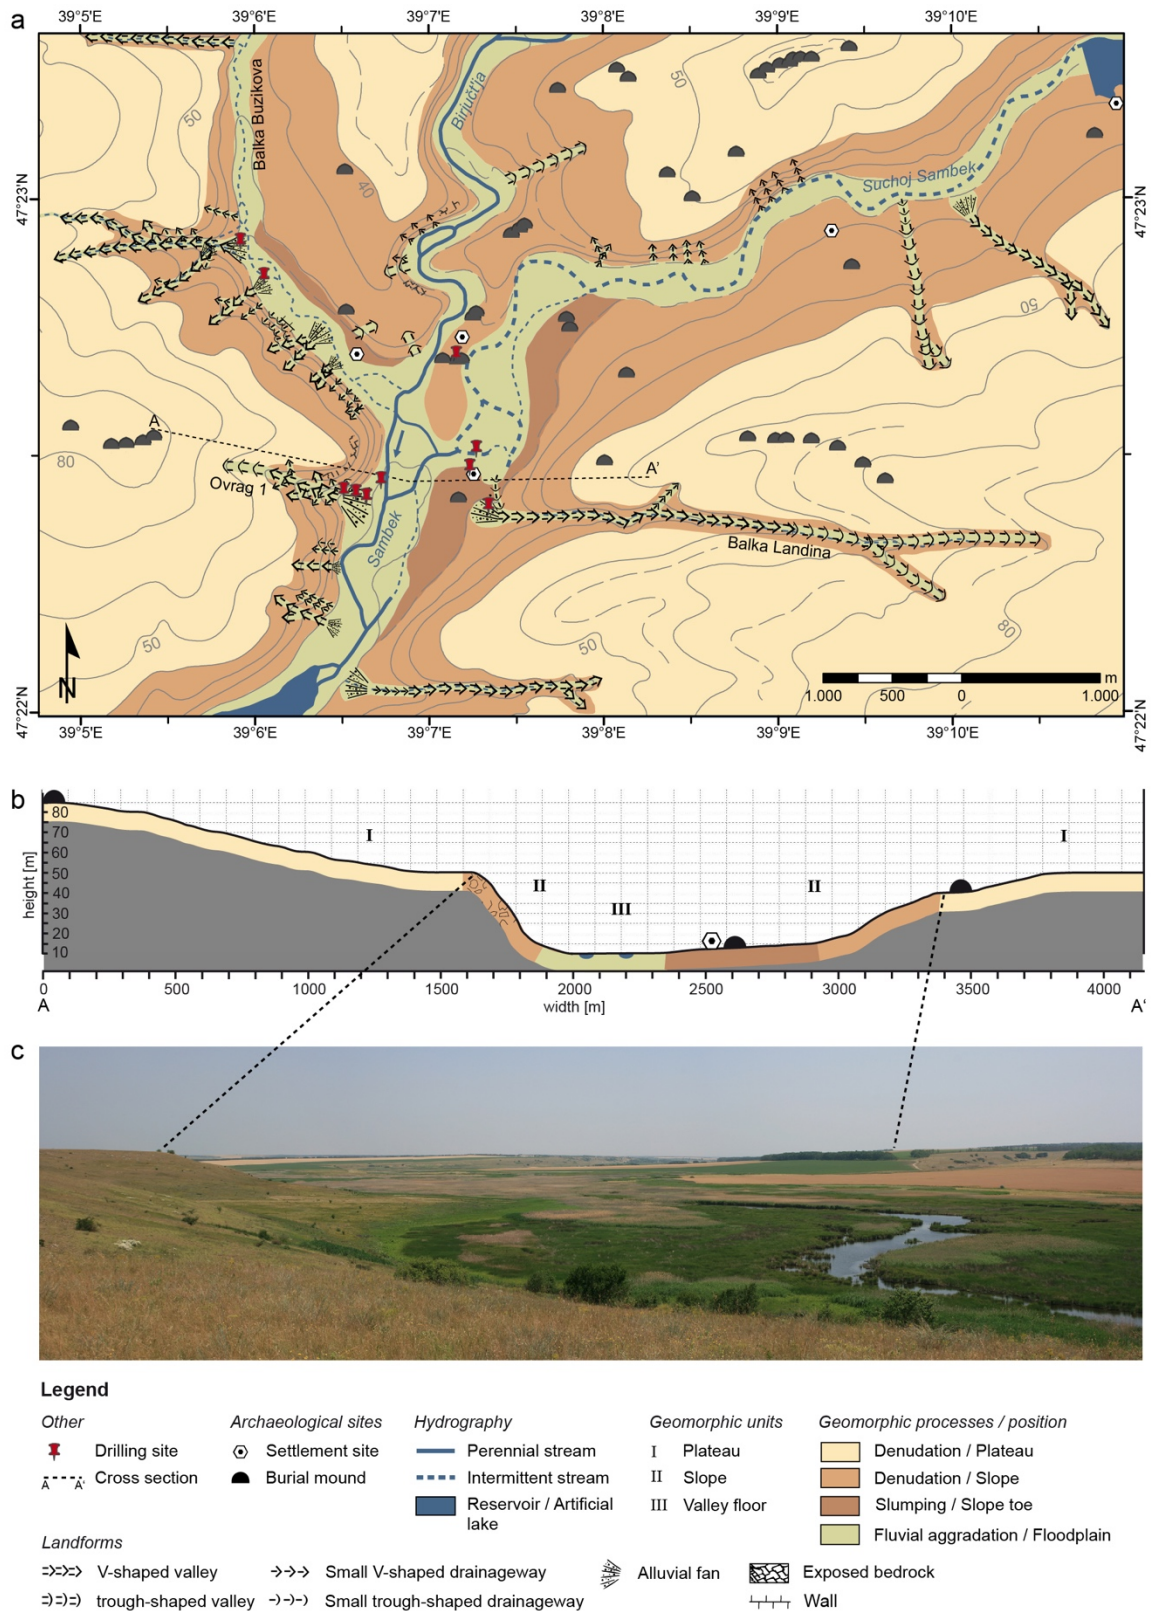 a
39°5'E 39°6'E 39°7'E 39°8'E 39°9'E 39°10'E
47°23'N
47°23'N
50
Balka Buzikova
Birjučt'ja
50
40
Suchoj Sambek
50
A
80
A'
Ovrag 1
Sambek
Balka Landina
50
50
80
N
1.000 500 0 1.000 m
47°22'N
47°22'N
39°5'E 39°6'E 39°7'E 39°8'E 39°9'E 39°10'E
b
height [m]
80
70
60
50
40
30
20
10
I
II
III
II
I
0 500 1000 1500 2000 2500 3000 3500 4000
A
width [m]
A'
c
Legend
Other
Drilling site
A A' Cross section
Archaeological sites
Settlement site
Burial mound
Hydrography
Perennial stream
Intermittent stream
Reservoir / Artificial
lake
Geomorphic units
I Plateau
II Slope
III Valley floor
Geomorphic processes / position
Denudation / Plateau
Denudation / Slope
Slumping / Slope toe
Fluvial aggradation / Floodplain
Landforms
V-shaped valley
trough-shaped valley
Small V-shaped drainageway
Small trough-shaped drainageway
Alluvial fan
Exposed bedrock
Wall